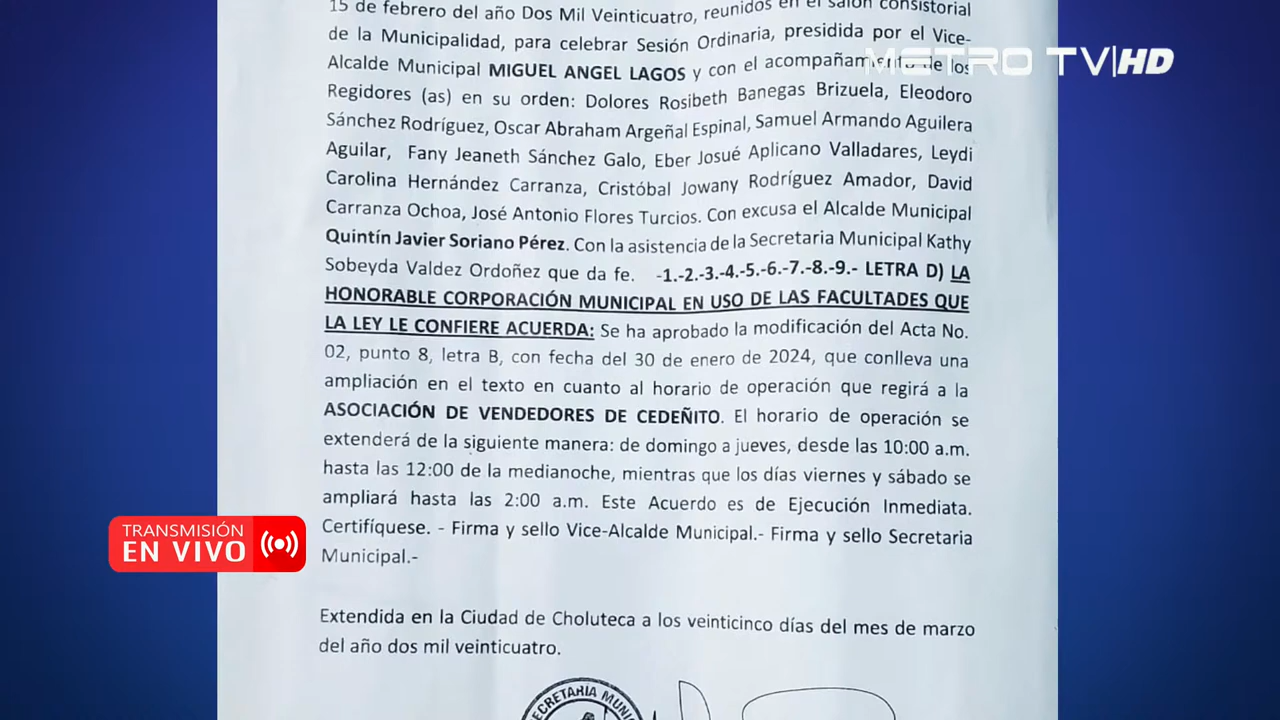 15 de febrero del año Dos Mil Veinticuatro, reunidos en el salón consistorial
de la Municipalidad, para celebrar Sesión Ordinaria, presidida por el Vice-
Alcalde Municipal MIGUEL ANGEL LAGOS y con el acompañamiento de los
Regidores (as) en su orden: Dolores Rosibeth Banegas Brizuela, Eleodoro
Sánchez Rodríguez, Oscar Abraham Argeñal Espinal, Samuel Armando Aguilera
Aguilar, Fany Jeaneth Sánchez Galo, Eber Josué Aplicano Valladares, Leydi
Carolina Hernández Carranza, Cristóbal Jowany Rodríguez Amador, David
Carranza Ochoa, José Antonio Flores Turcios. Con excusa el Alcalde Municipal
Quintín Javier Soriano Pérez. Con la asistencia de la Secretaria Municipal Kathy
Sobeyda Valdez Ordoñez que da fe. -1.-2.-3.-4.-5.-6.-7.-8.-9.- LETRA D) LA
HONORABLE CORPORACIÓN MUNICIPAL EN USO DE LAS FACULTADES QUE
LA LEY LE CONFIERE ACUERDA: Se ha aprobado la modificación del Acta No.
02, punto 8, letra B, con fecha del 30 de enero de 2024, que conlleva una
ampliación en el texto en cuanto al horario de operación que regirá a la
ASOCIACIÓN DE VENDEDORES DE CEDEÑITO. El horario de operación se
extenderá de la siguiente manera: de domingo a jueves, desde las 10:00 a.m.
hasta las 12:00 de la medianoche, mientras que los días viernes y sábado se
ampliará hasta las 2:00 a.m. Este Acuerdo es de Ejecución Inmediata.
Certifíquese. - Firma y sello Vice-Alcalde Municipal.- Firma y sello Secretaria
Municipal.-
Extendida en la Ciudad de Choluteca a los veinticinco días del mes de marzo
del año dos mil veinticuatro.
METRO TV|HD
TRANSMISIÓN
EN VIVO